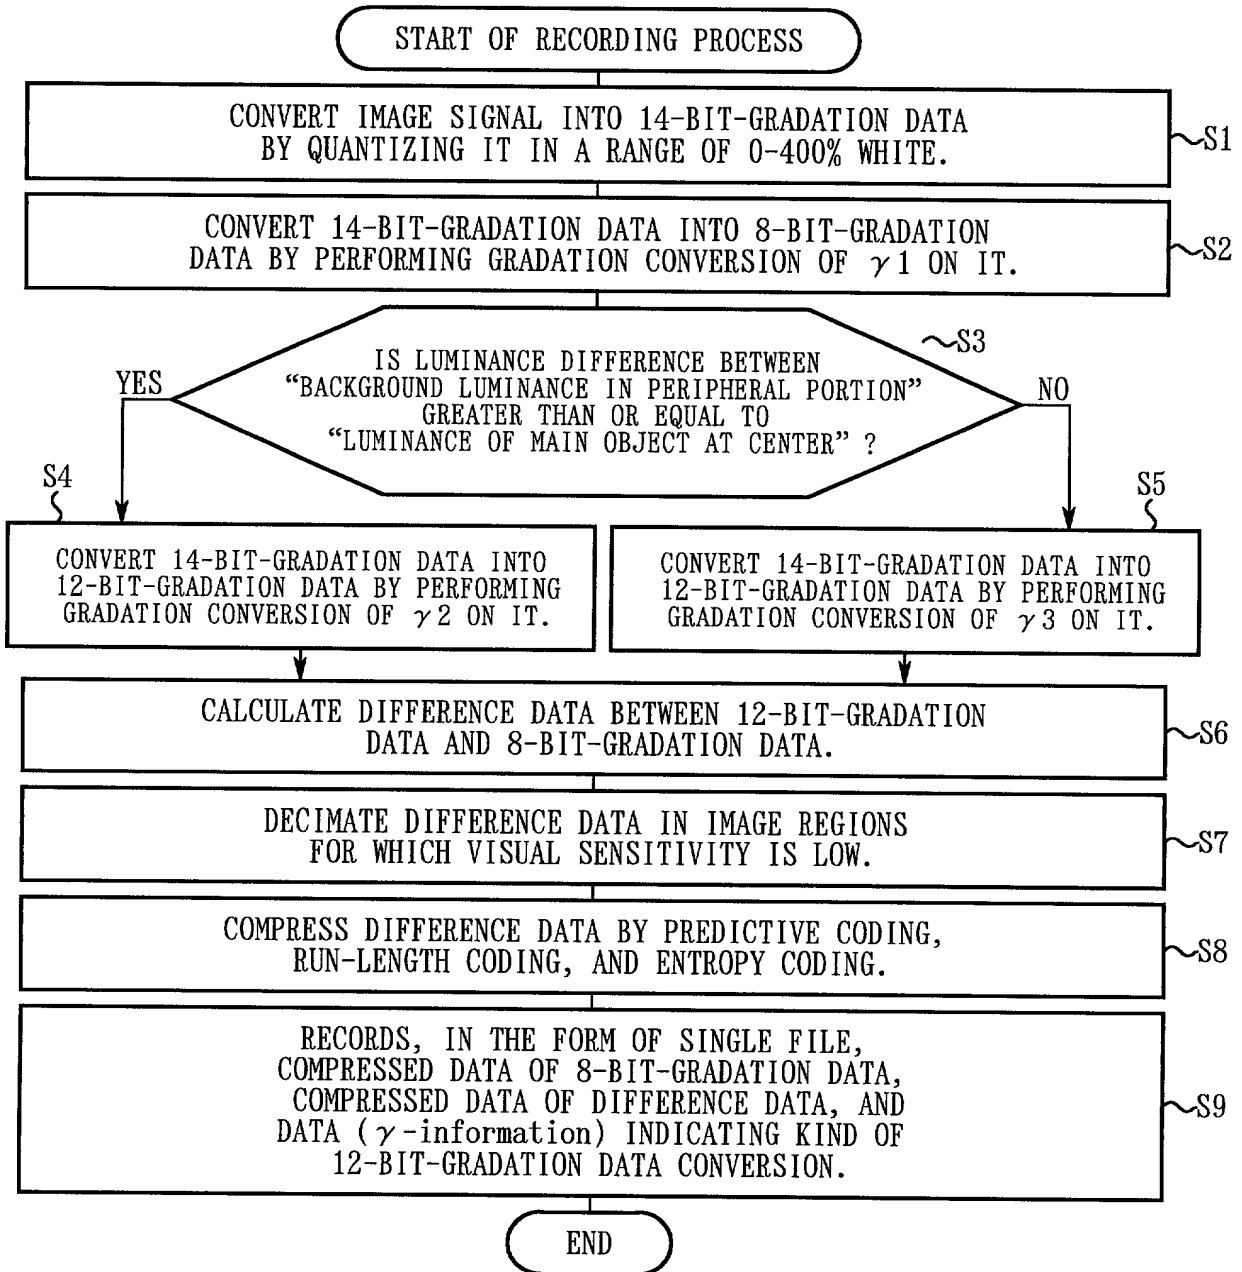 START OF RECORDING PROCESS
CONVERT IMAGE SIGNAL INTO 14-BIT-GRADATION DATA
BY QUANTIZING IT IN A RANGE OF 0-400% WHITE.
S1
CONVERT 14-BIT-GRADATION DATA INTO 8-BIT-GRADATION
DATA BY PERFORMING GRADATION CONVERSION OF γ1 ON IT.
S2
S3
IS LUMINANCE DIFFERENCE BETWEEN
“BACKGROUND LUMINANCE IN PERIPHERAL PORTION”
GREATER THAN OR EQUAL TO
“LUMINANCE OF MAIN OBJECT AT CENTER” ?
YES
NO
S4
CONVERT 14-BIT-GRADATION DATA INTO
12-BIT-GRADATION DATA BY PERFORMING
GRADATION CONVERSION OF γ2 ON IT.
S5
CONVERT 14-BIT-GRADATION DATA INTO
12-BIT-GRADATION DATA BY PERFORMING
GRADATION CONVERSION OF γ3 ON IT.
CALCULATE DIFFERENCE DATA BETWEEN 12-BIT-GRADATION
DATA AND 8-BIT-GRADATION DATA.
S6
DECIMATE DIFFERENCE DATA IN IMAGE REGIONS
FOR WHICH VISUAL SENSITIVITY IS LOW.
S7
COMPRESS DIFFERENCE DATA BY PREDICTIVE CODING,
RUN-LENGTH CODING, AND ENTROPY CODING.
S8
RECORDS, IN THE FORM OF SINGLE FILE,
COMPRESSED DATA OF 8-BIT-GRADATION DATA,
COMPRESSED DATA OF DIFFERENCE DATA, AND
DATA (γ-information) INDICATING KIND OF
12-BIT-GRADATION DATA CONVERSION.
S9
END